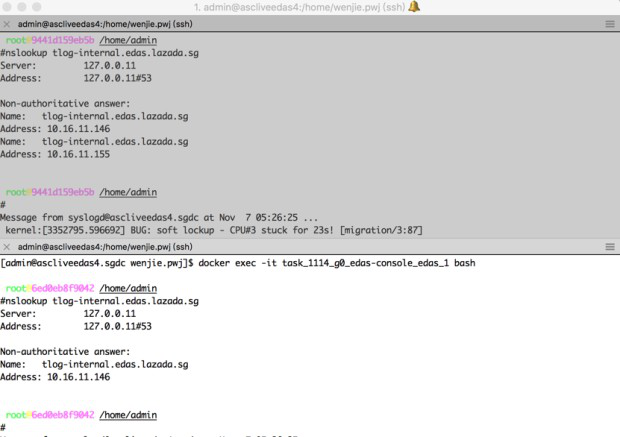 1. admin@ascliveedas4:/home/wenjie.pwj (ssh)
× admin@ascliveedas4:/home/wenjie.pwj (ssh)
root@9441d159eb5b /home/admin
#nslookup tlog-internal.edas.lazada.sg
Server: 127.0.0.11
Address: 127.0.0.11#53
Non-authoritative answer:
Name: tlog-internal.edas.lazada.sg
Address: 10.16.11.146
Name: tlog-internal.edas.lazada.sg
Address: 10.16.11.155
root@9441d159eb5b /home/admin
#
Message from syslogd@ascliveedas4.sgdc at Nov 7 05:26:25 ...
kernel:[3352795.596692] BUG: soft lockup - CPU#3 stuck for 23s! [migration/3:87]
× admin@ascliveedas4:/home/wenjie.pwj (ssh)
[admin@ascliveedas4.sgdc wenjie.pwj]$ docker exec -it task_1114_g0_edas-console_edas_1 bash
root@6ed0eb8f9042 /home/admin
#nslookup tlog-internal.edas.lazada.sg
Server: 127.0.0.11
Address: 127.0.0.11#53
Non-authoritative answer:
Name: tlog-internal.edas.lazada.sg
Address: 10.16.11.146
root@6ed0eb8f9042 /home/admin
#